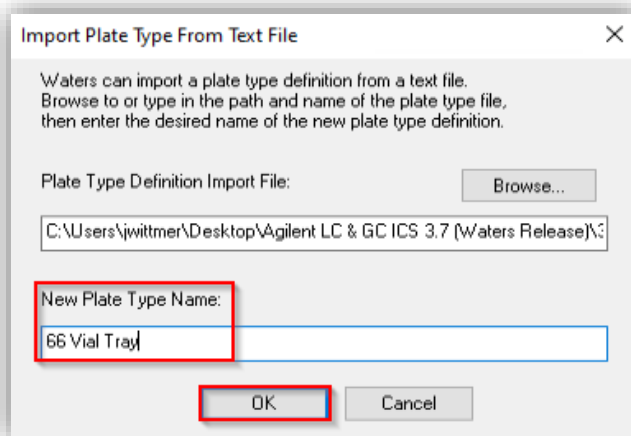 Import Plate Type From Text File
Waters can import a plate type definition from a text file.
Browse to or type in the path and name of the plate type file,
then enter the desired name of the new plate type definition.
Plate Type Definition Import File:
Browse...
C:\Users\jwittmer\Desktop\Agilent LC & GC ICS 3.7 (Waters Release)\3
New Plate Type Name:
66 Vial Tray
OK
Cancel